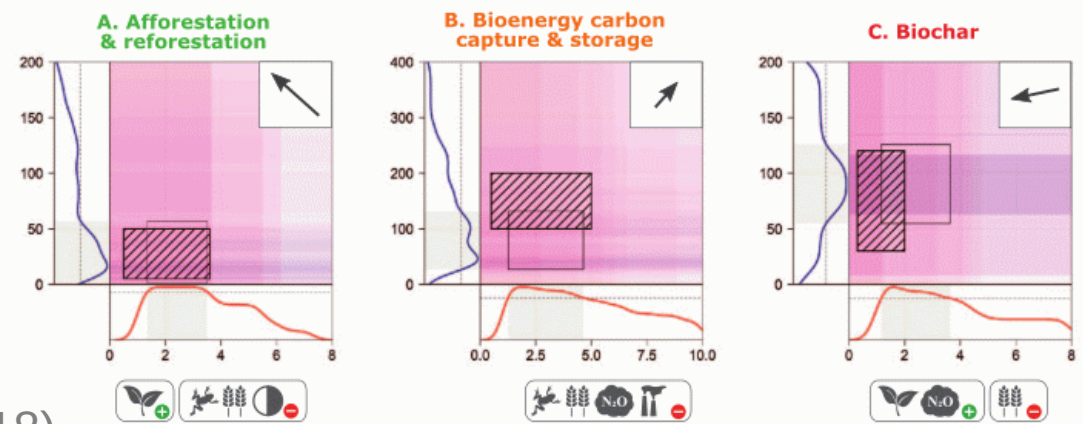 A. Afforestation
& reforestation
B. Bioenergy carbon
capture & storage
C. Biochar
200
150
100
50
0
0 2 4 6 8
400
300
200
100
0
0.0 2.5 5.0 7.5 10.0
200
150
100
50
0
0 2 4 6 8
N₂O
N₂O